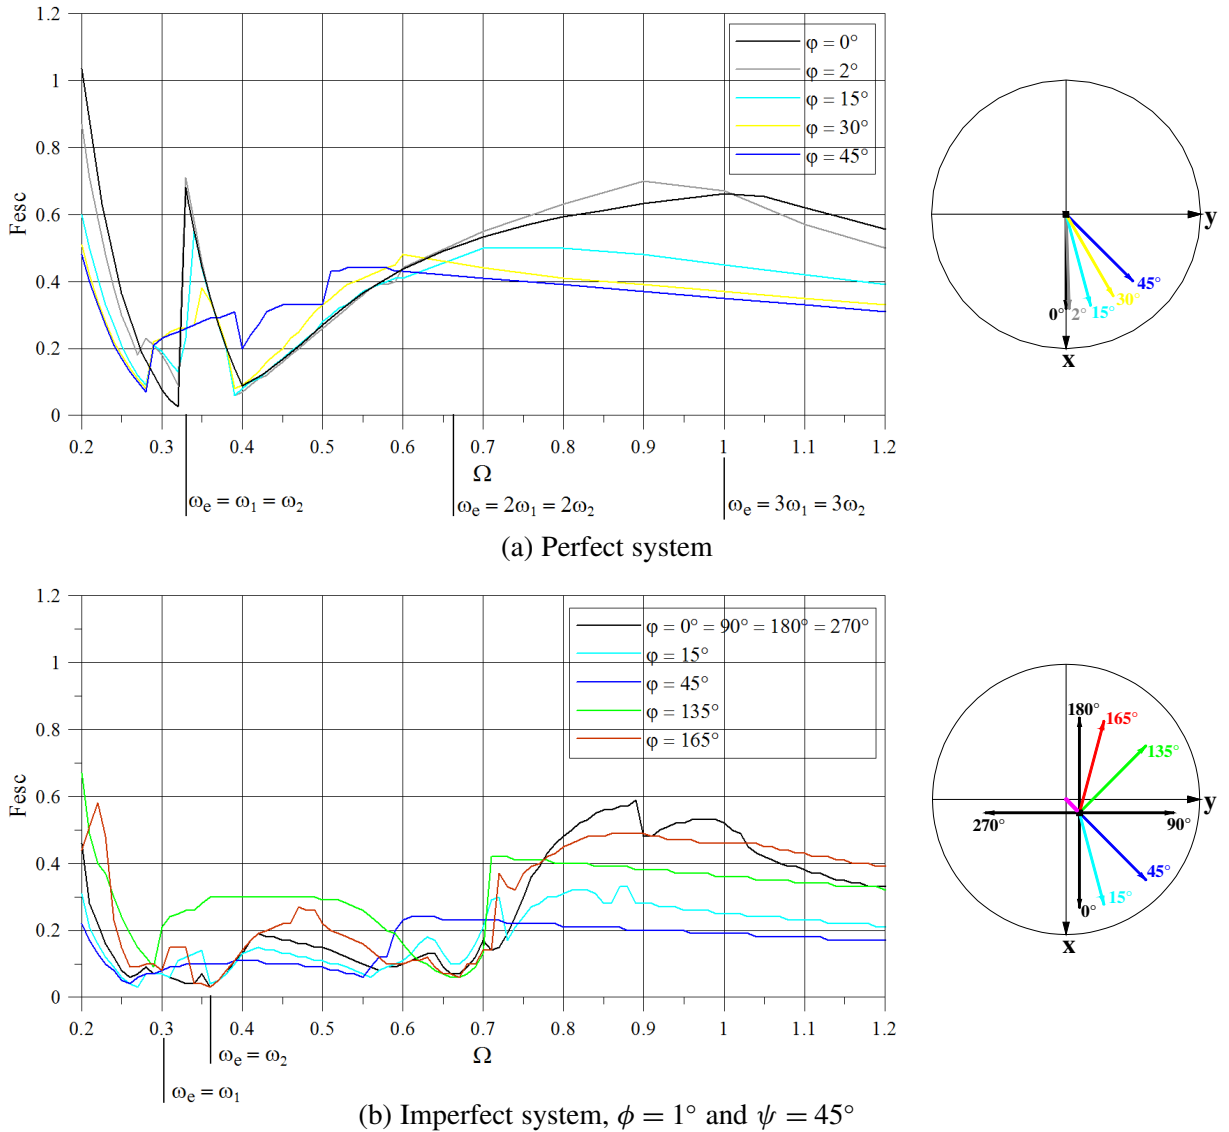 1.2
1
0.8
0.6
0.4
0.2
0
Fesc
φ = 0°
φ = 2°
φ = 15°
φ = 30°
φ = 45°
0.2 0.3 0.4 0.5 0.6 0.7 0.8 0.9 1 1.1 1.2
Ω
ωe = ω1 = ω2
ωe = 2ω1 = 2ω2
ωe = 3ω1 = 3ω2
y
45°
30°
15°
0° 2°
x
(a) Perfect system
1.2
1
0.8
0.6
0.4
0.2
0
Fesc
φ = 0° = 90° = 180° = 270°
φ = 15°
φ = 45°
φ = 135°
φ = 165°
0.2 0.3 0.4 0.5 0.6 0.7 0.8 0.9 1 1.1 1.2
Ω
ωe = ω2
ωe = ω1
180°
165°
135°
y
270°
90°
45°
15°
0°
x
(b) Imperfect system, ϕ = 1° and ψ = 45°